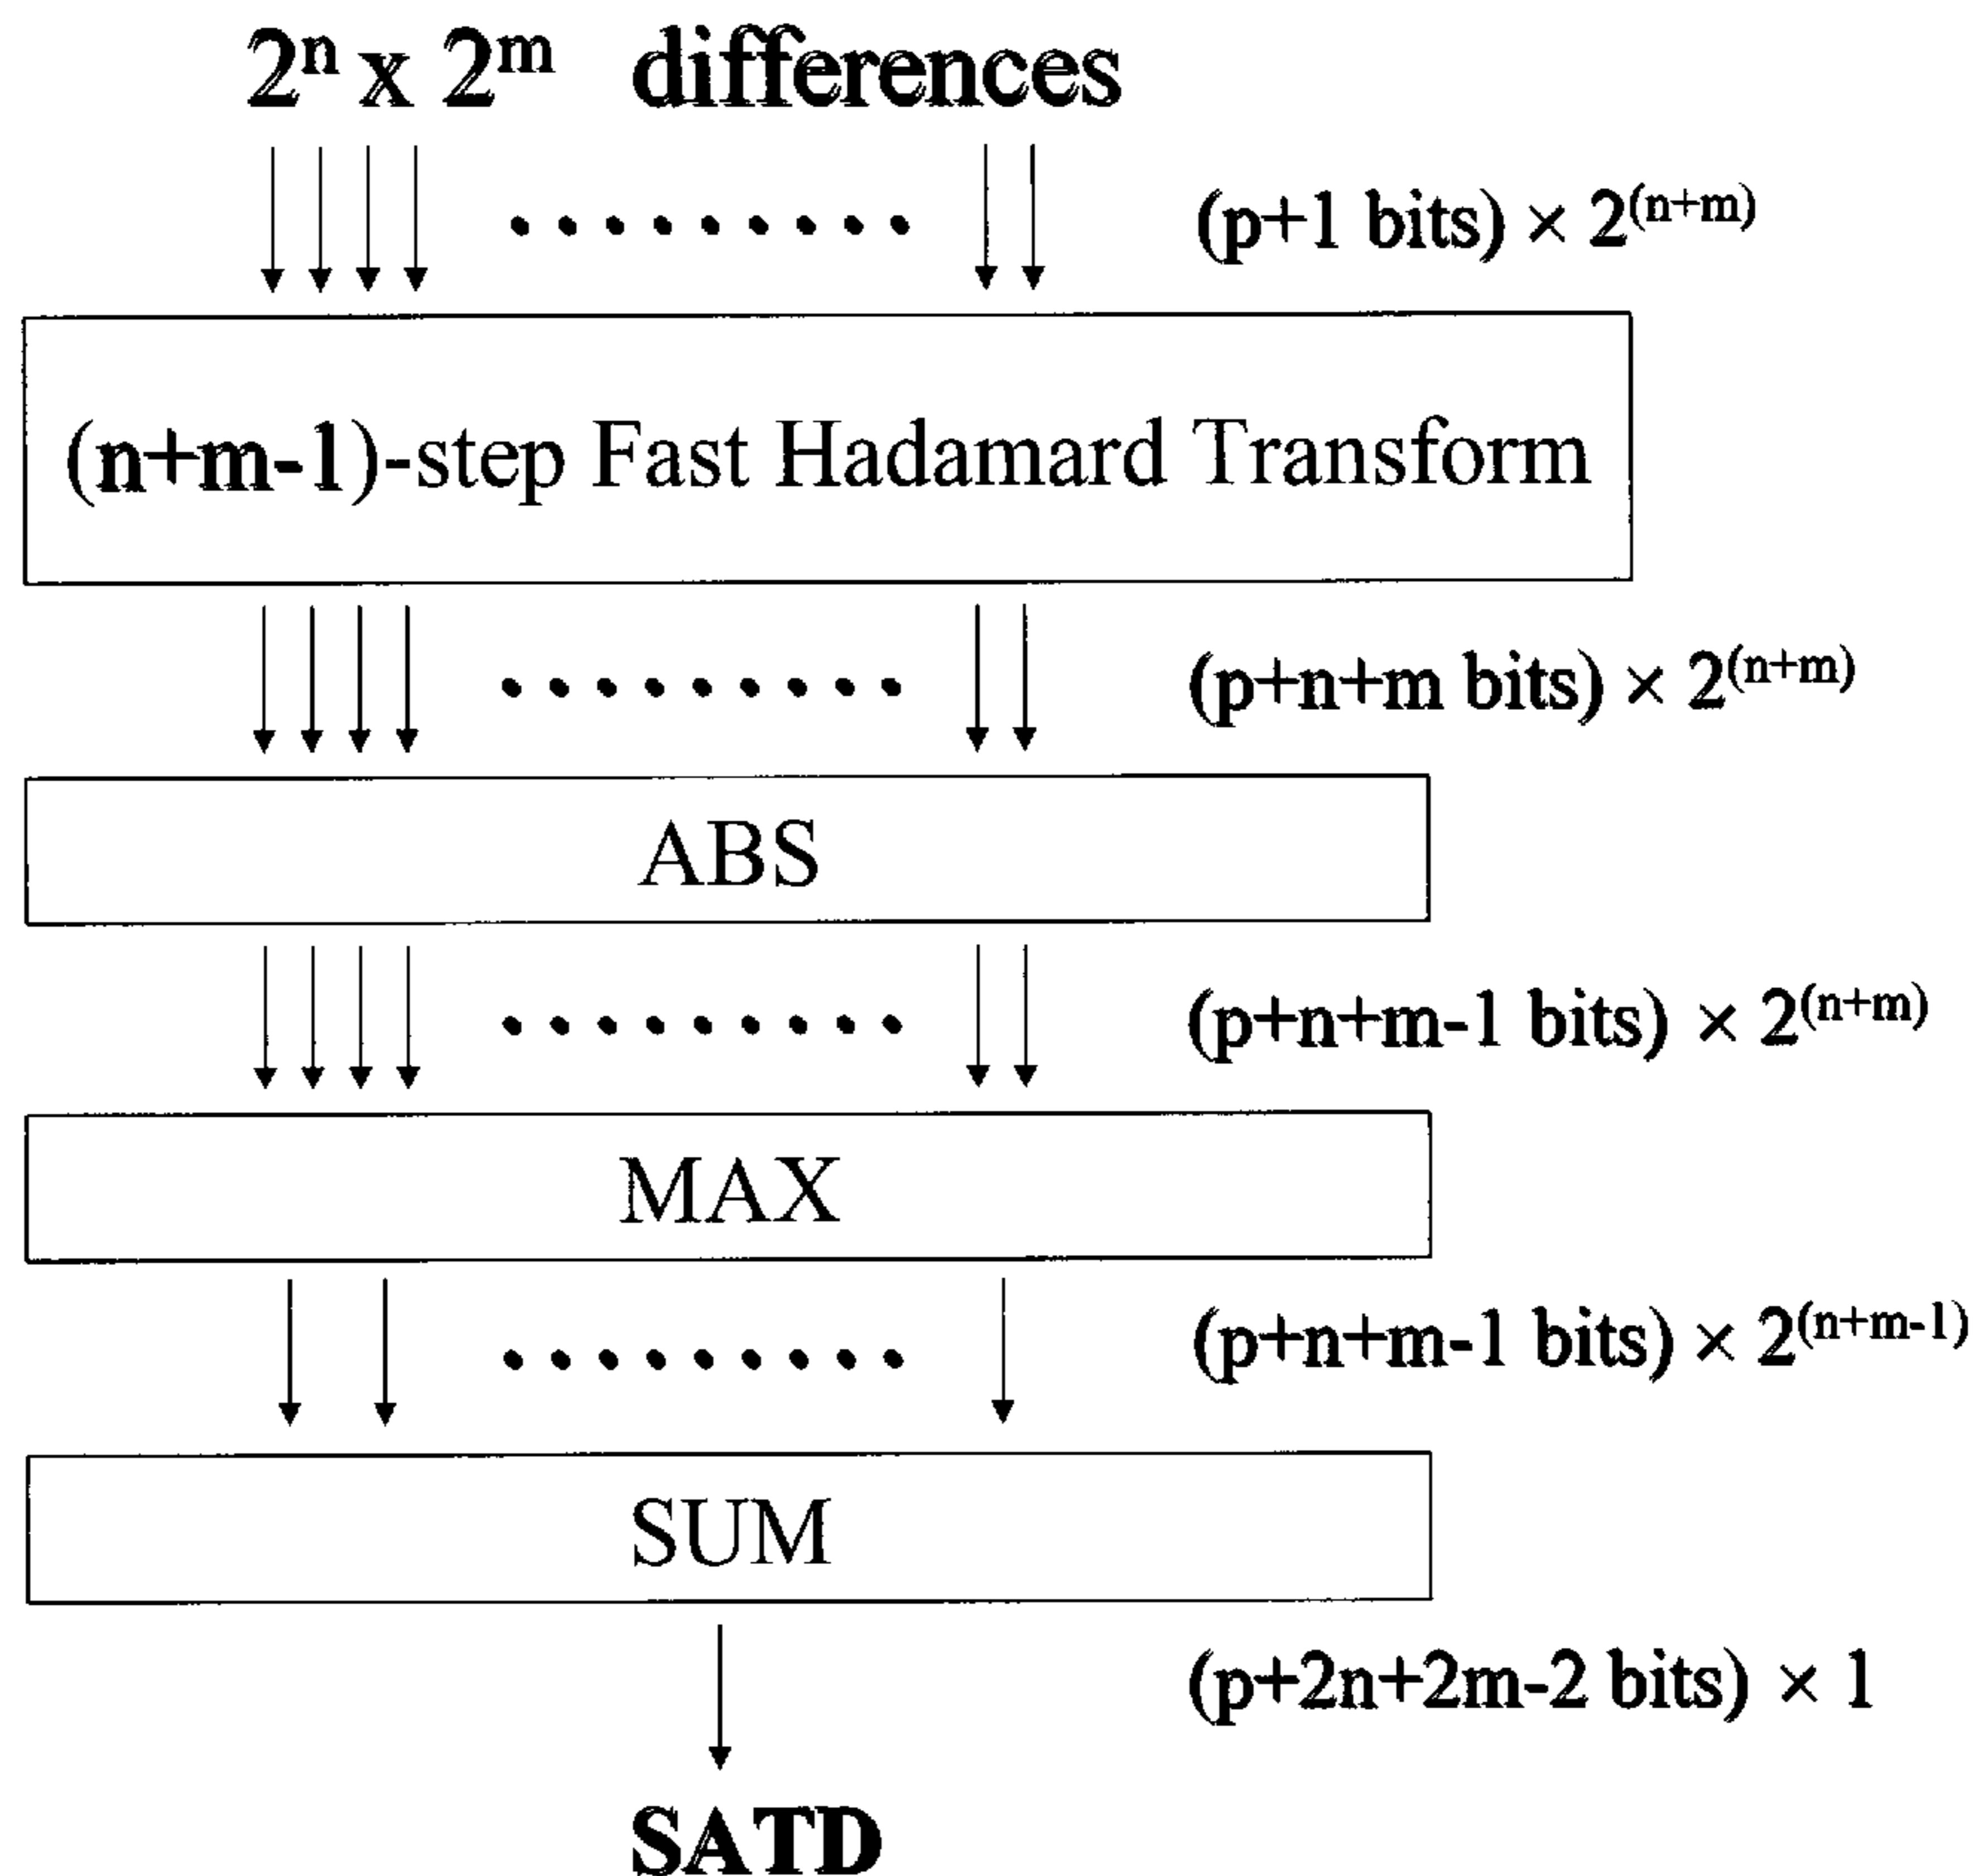 2ⁿ x 2ᵐ differences
(p+1 bits) × 2⁽ⁿ⁺ᵐ⁾
(n+m-1)-step Fast Hadamard Transform
(p+n+m bits) × 2⁽ⁿ⁺ᵐ⁾
ABS
(p+n+m-1 bits) × 2⁽ⁿ⁺ᵐ⁾
MAX
(p+n+m-1 bits) × 2⁽ⁿ⁺ᵐ⁻¹⁾
SUM
(p+2n+2m-2 bits) × 1
SATD